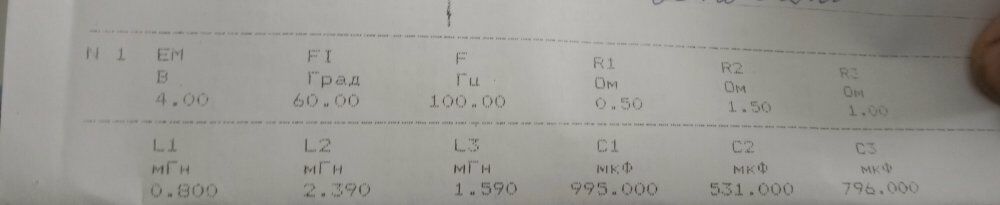 N 1 EM FI F R1 R2 R3
В Град Гц Ом Ом Ом
4.00 60.00 100.00 0.50 1.50 1.00
L1 L2 L3 C1 C2 C3
мГн мГн мГн мкФ мкФ мкФ
0.800 2.390 1.590 995.000 531.000 796.000